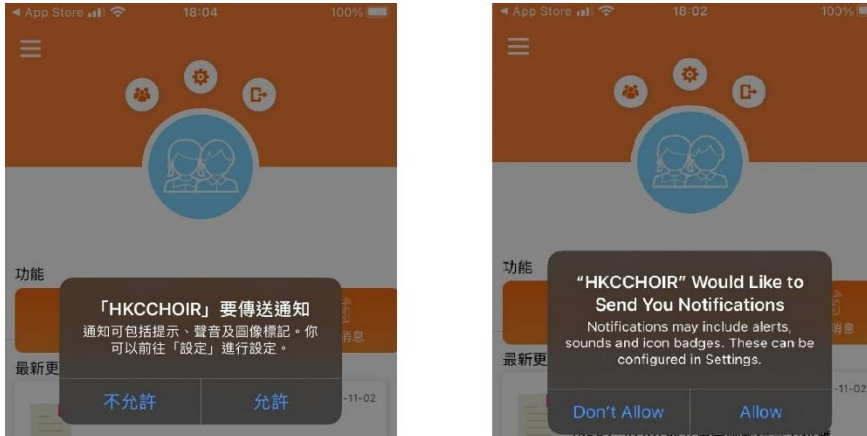 ◄ App Store
18:04
100%
功能
「HKCCHOIR」要傳送通知
通知可包括提示、聲音及圖像標記。你
可以前往「設定」進行設定。
不允許
允許
消息
最新更
-11-02
◄ App Store
18:02
100%
功能
“HKCCHOIR” Would Like to
Send You Notifications
Notifications may include alerts,
sounds and icon badges. These can be
configured in Settings.
Don't Allow
Allow
消息
最新更
-11-02